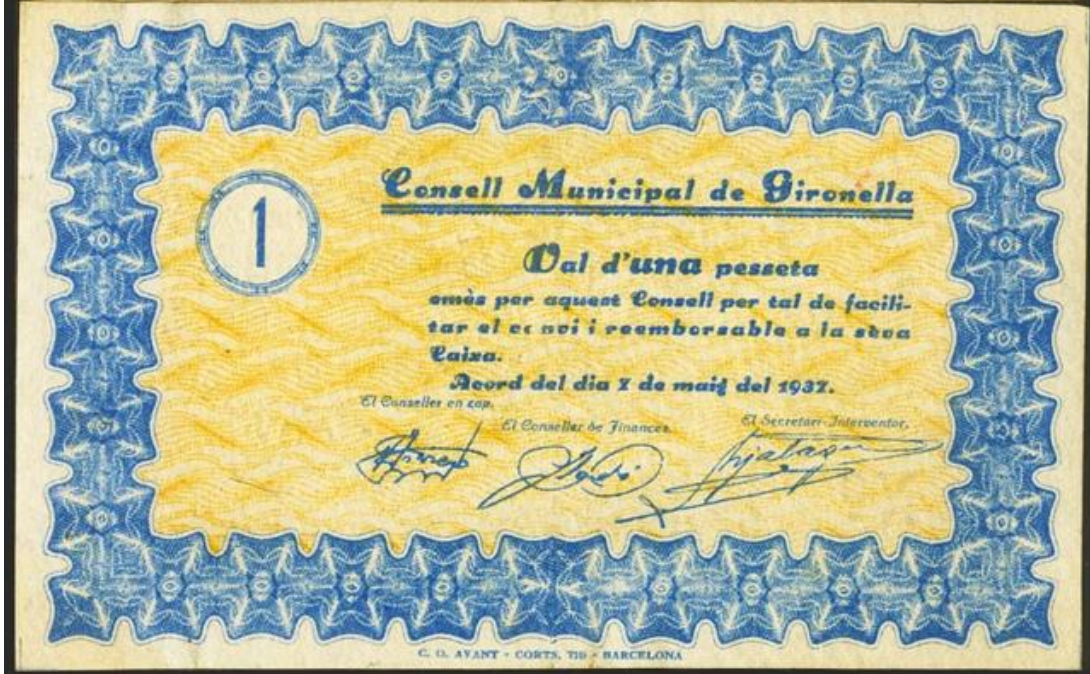 1
Consell Municipal de Gironella
Val d'una pesseta
emès per aquest Consell per tal de facili-
tar el canvi i reemborsable a la sèva
Caixa.
Acord del dia 7 de maig del 1937.
El Conseller en cap.
El Conseller de Finances.
El Secretari-Interventor,
C. O. AVANT - CORTS, 719 - BARCELONA